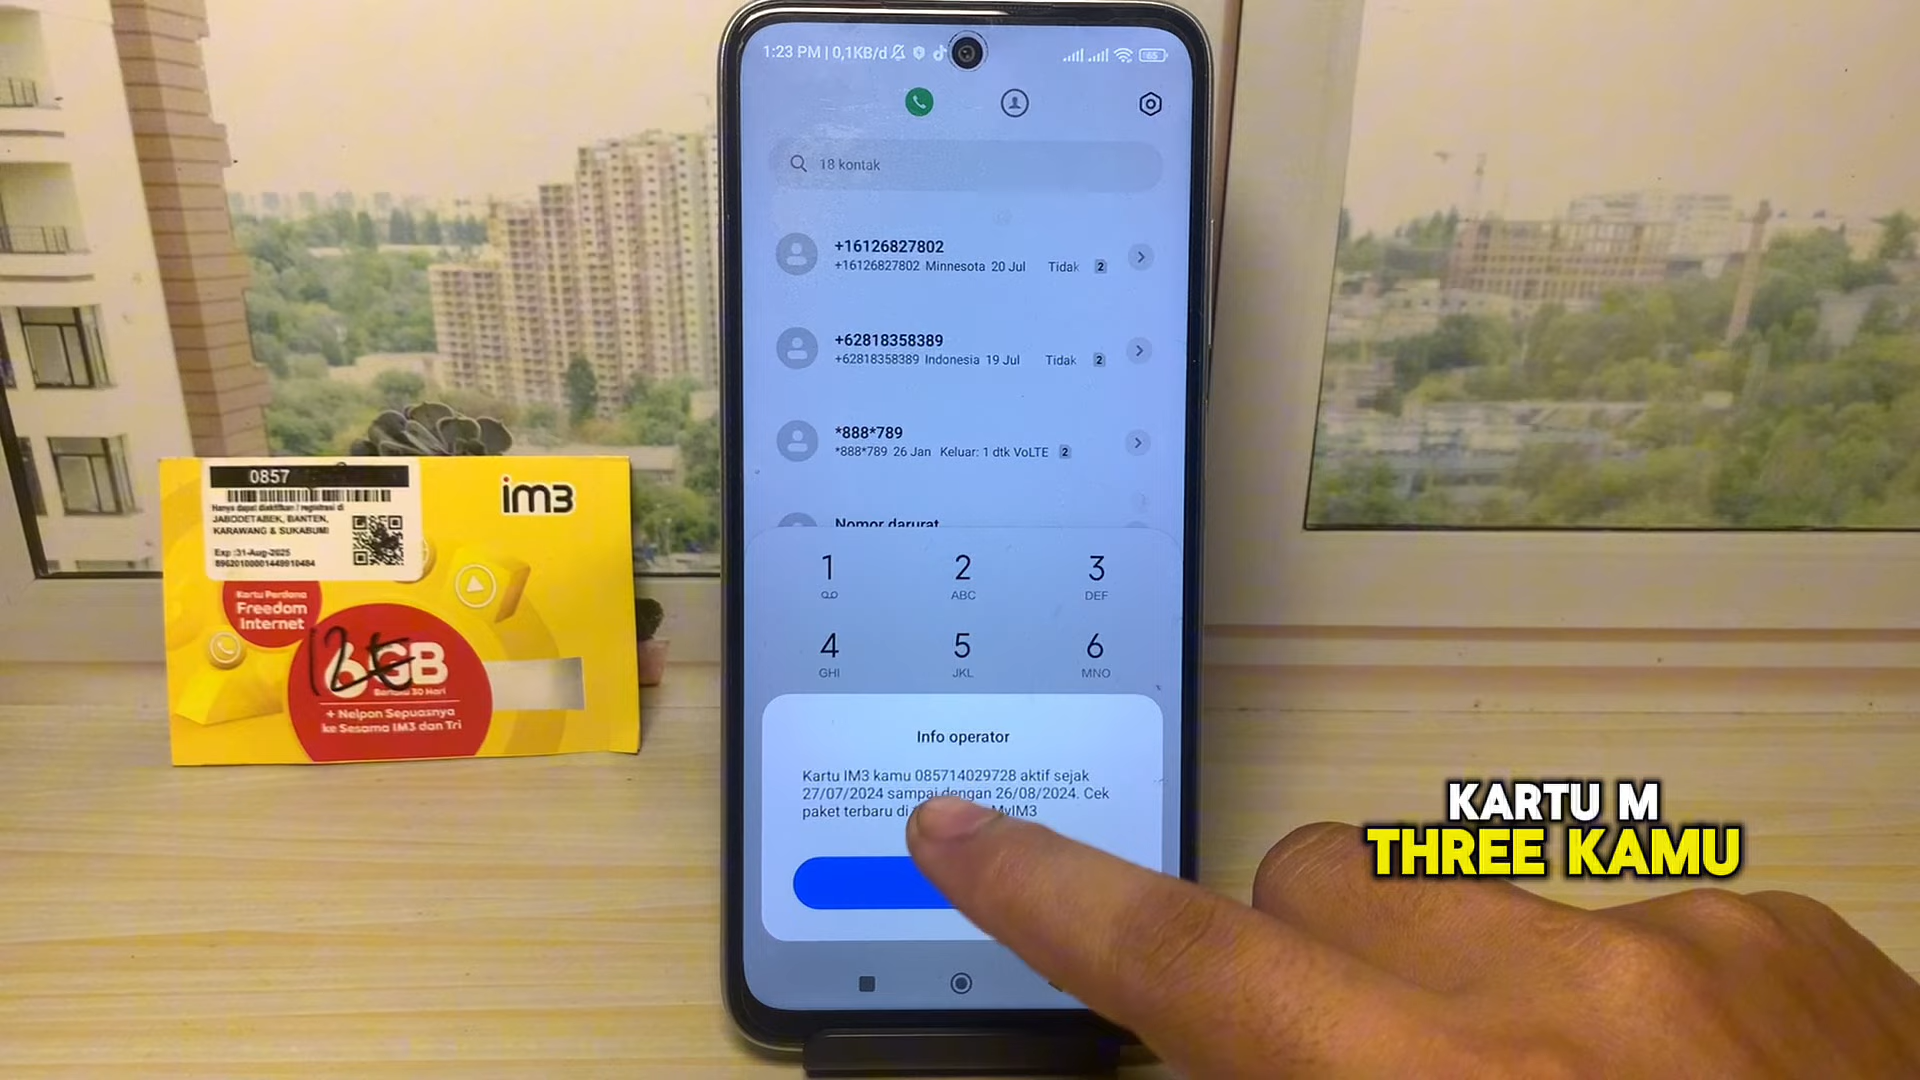 1:23 PM | 0,1KB/d
65
18 kontak
+16126827802
+16126827802 Minnesota 20 Jul Tidak 2
+62818358389
+62818358389 Indonesia 19 Jul Tidak 2
*888*789
*888*789 26 Jan Keluar: 1 dtk VoLTE 2
Nomor darurat
1
2 ABC
3 DEF
4 GHI
5 JKL
6 MNO
Info operator
Kartu IM3 kamu 085714029728 aktif sejak
27/07/2024 sampai dengan 26/08/2024. Cek
paket terbaru di MyIM3
0857
Hanya dapat diaktifkan / registrasi di
JABODETABEK, BANTEN,
KARAWANG & SUKABUMI
Exp :31-Aug-2025
89620100001449910484
im3
Kartu Perdana
Freedom
Internet
6GB
Berlaku 30 Hari
+ Nelpon Sepuasnya
ke Sesama IM3 dan Tri
KARTU M
THREE KAMU